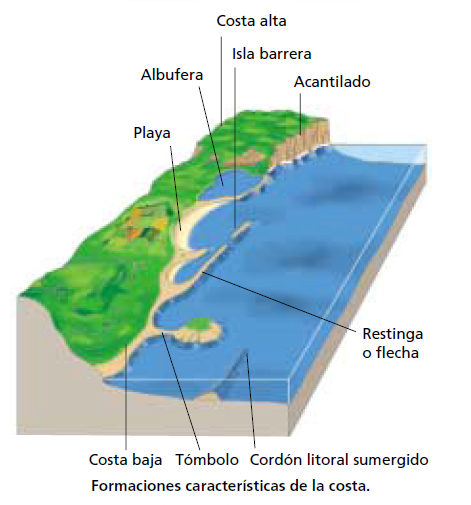 Costa alta
Isla barrera
Albufera
Acantilado
Playa
Restinga
o flecha
Costa baja
Tómbolo
Cordón litoral sumergido
Formaciones características de la costa.